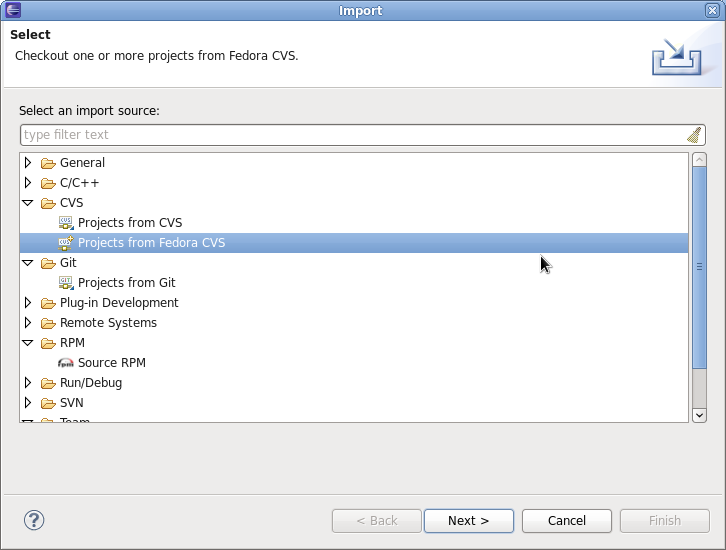 Import
Select
Checkout one or more projects from Fedora CVS.
Select an import source:
type filter text
General
C/C++
CVS
Projects from CVS
Projects from Fedora CVS
Git
Projects from Git
Plug-in Development
Remote Systems
RPM
Source RPM
Run/Debug
SVN
Team
< Back
Next >
Cancel
Finish